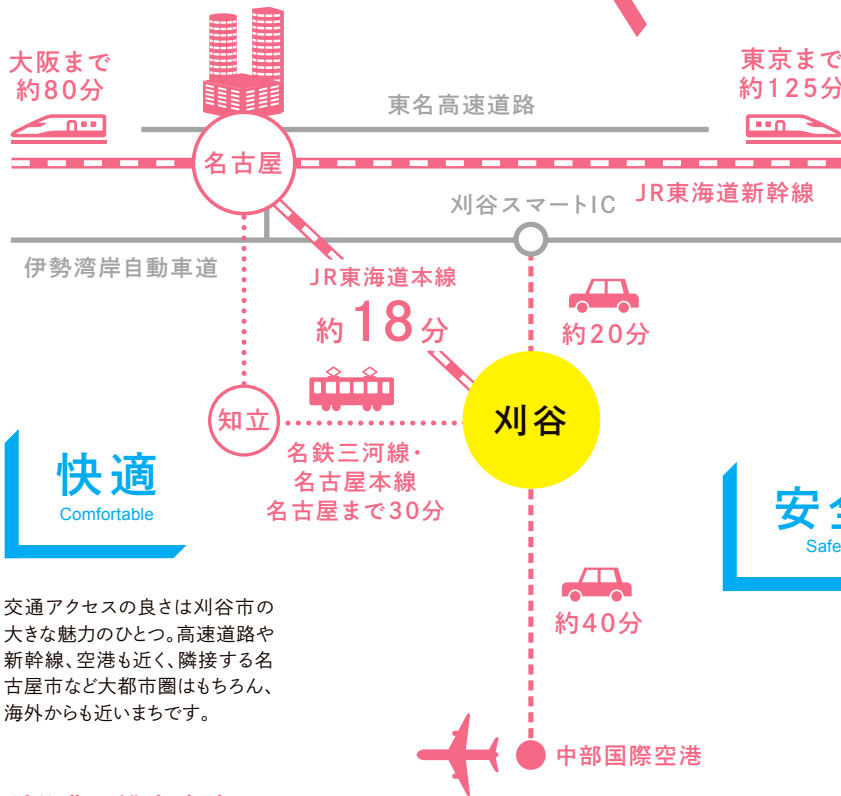 大阪まで
約80分
東京まで
約125分
東名高速道路
名古屋
JR東海道新幹線
刈谷スマートIC
伊勢湾岸自動車道
JR東海道本線
約18分
約20分
知立
刈谷
名鉄三河線・
名古屋本線
名古屋まで30分
快適
Comfortable
安全
Safe
約40分
交通アクセスの良さは刈谷市の
大きな魅力のひとつ。高速道路や
新幹線、空港も近く、隣接する名
古屋市など大都市圏はもちろん、
海外からも近いまちです。
中部国際空港